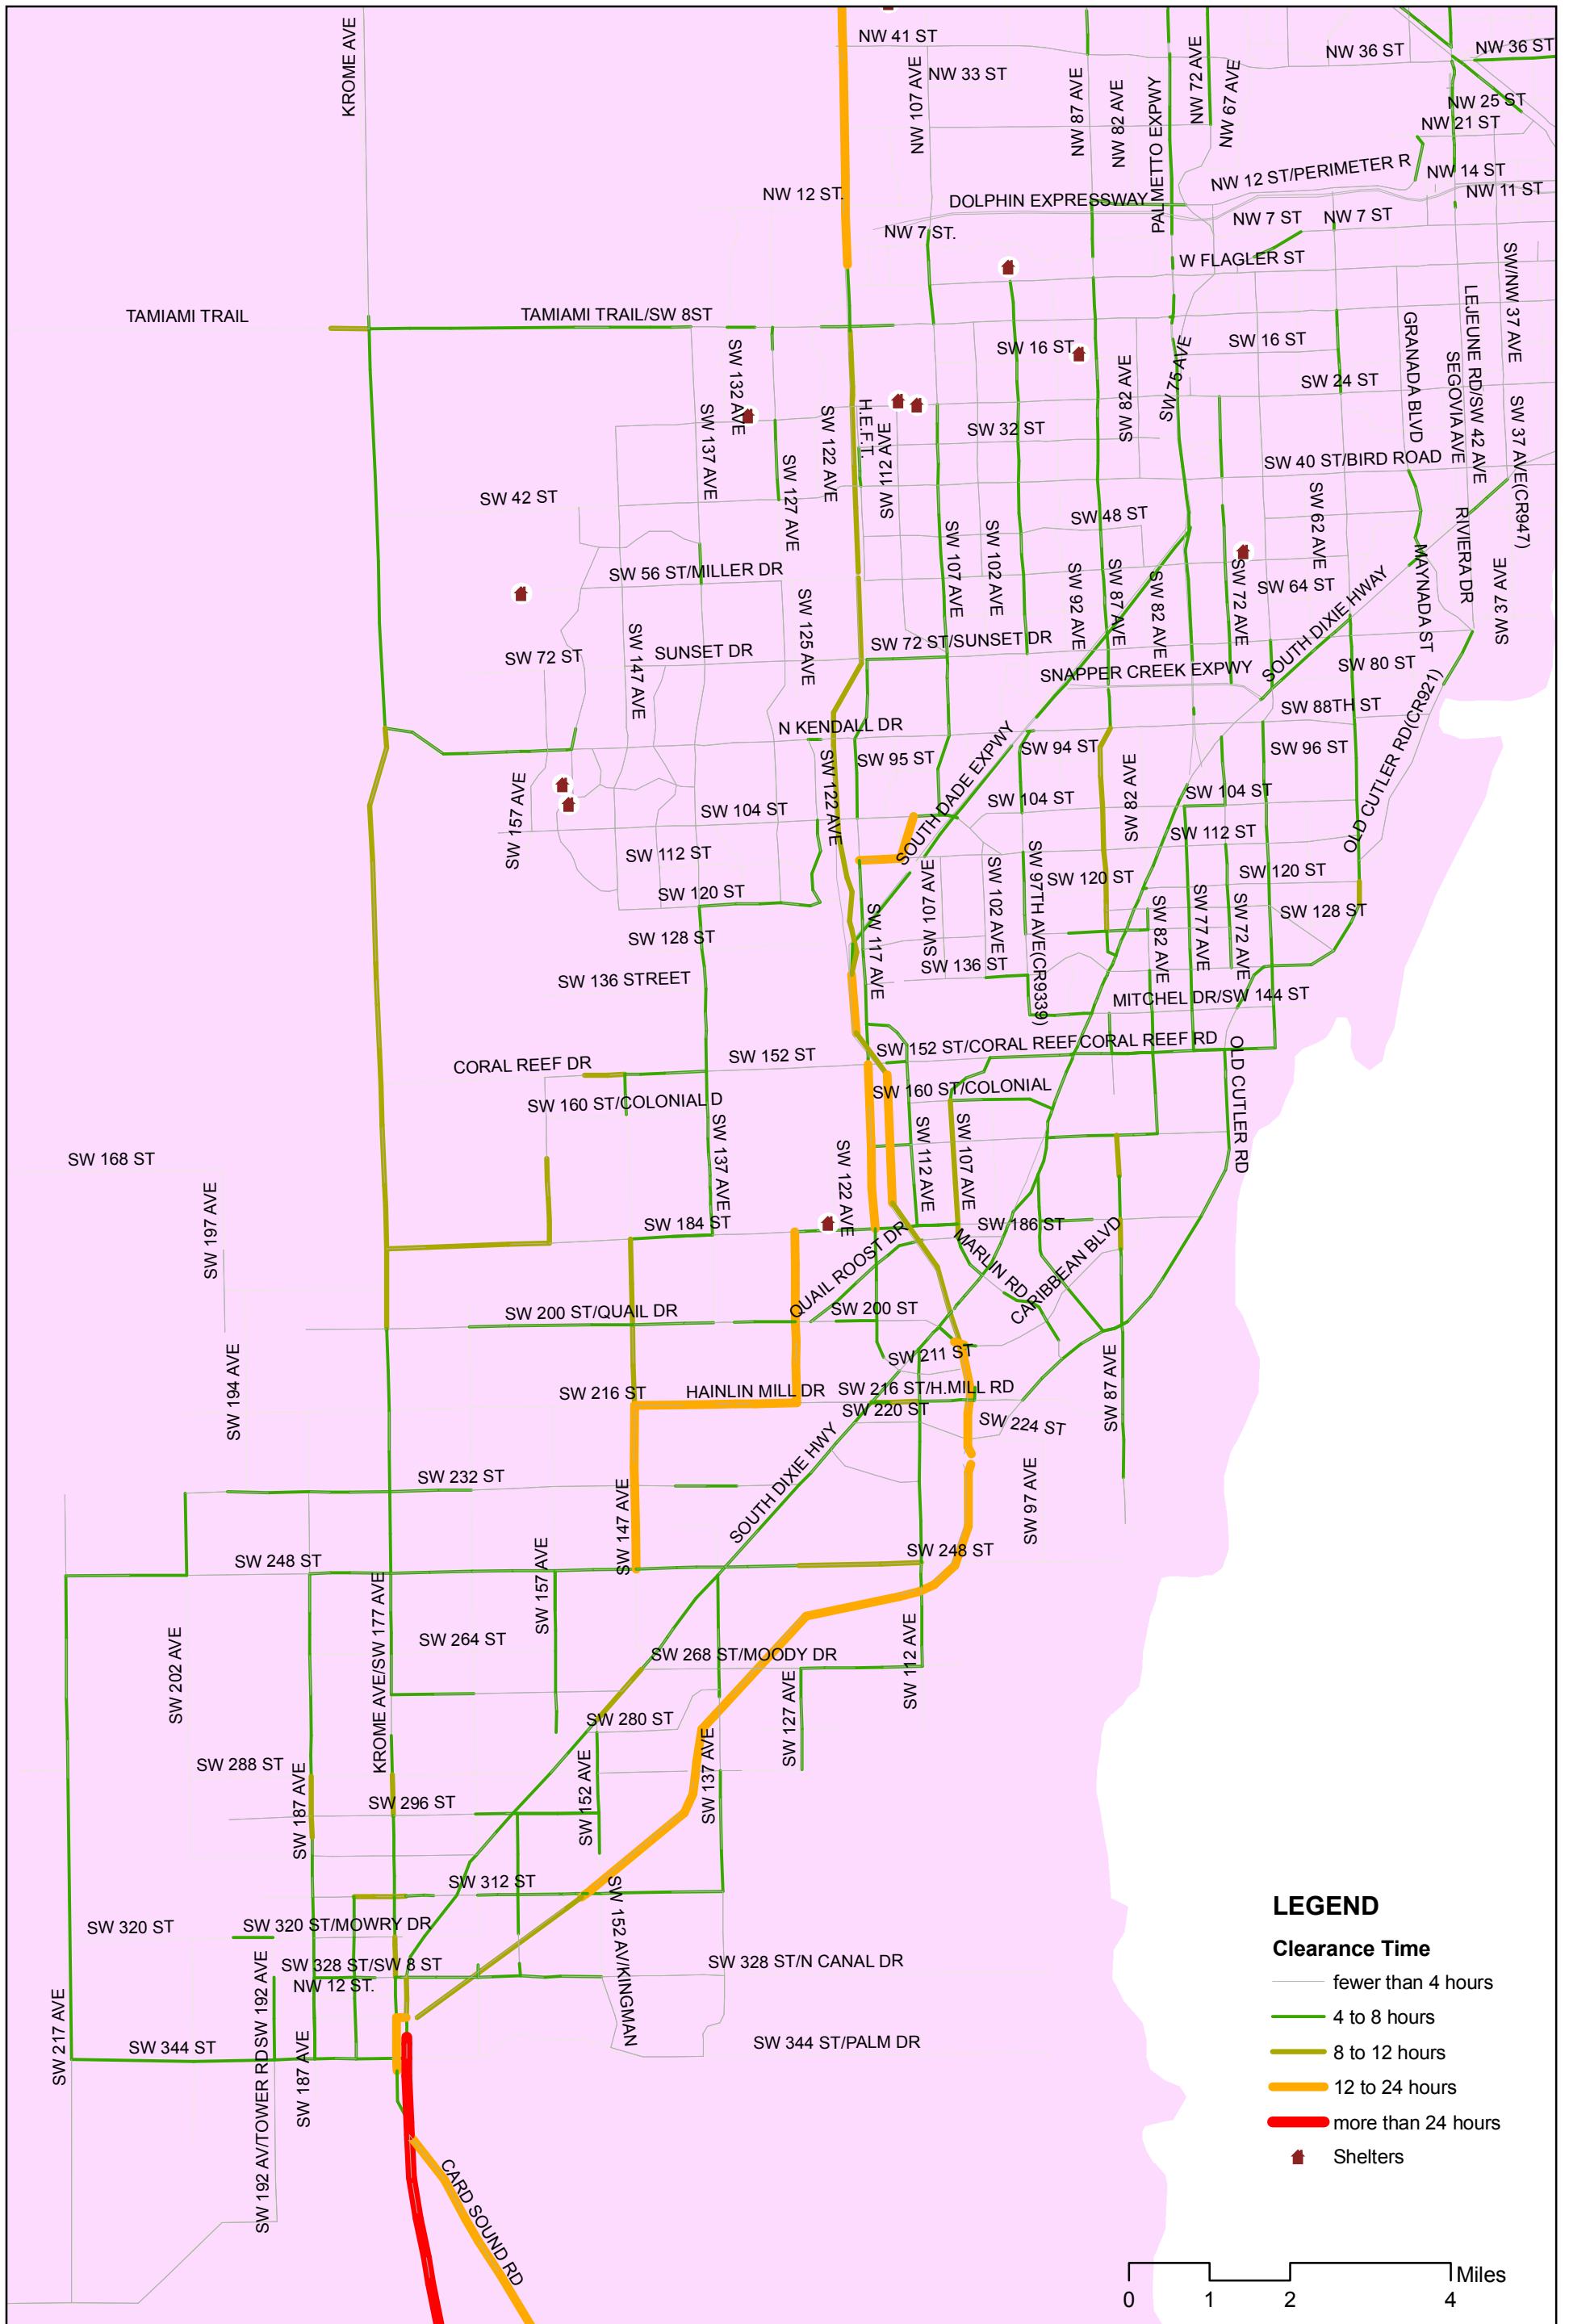 KROME AVE
NW 41 ST
NW 36 ST
NW 36 ST
NW 33 ST
NW 107 AVE
NW 87 AVE
NW 82 AVE
PALMETTO EXPWY
NW 72 AVE
NW 67 AVE
NW 25 ST
NW 21 ST
NW 12 ST.
NW 12 ST/PERIMETER R
NW 14 ST
NW 11 ST
DOLPHIN EXPRESSWAY
NW 7 ST.
NW 7 ST
NW 7 ST
W FLAGLER ST
SW/NW 37 AVE
TAMIAMI TRAIL
TAMIAMI TRAIL/SW 8ST
SW 132 AVE
SW 16 ST
SW 16 ST
SW 75 AVE
SW 82 AVE
GRANADA BLVD
LEJEUNE RD/SW 42 AVE
SEGOVIA AVE
SW 24 ST
SW 137 AVE
SW 122 AVE
H.E.F.T.
SW 112 AVE
SW 32 ST
SW 37 AVE(CR947)
SW 40 ST/BIRD ROAD
SW 127 AVE
SW 42 ST
SW 62 AVE
SW 48 ST
RIVIERA DR
SW 107 AVE
SW 102 AVE
MAYNADA ST
SW 37 AVE
SW 56 ST/MILLER DR
SW 92 AVE
SW 87 AVE
SW 82 AVE
SW 72 AVE
SW 64 ST
SOUTH DIXIE HWAY
SW 125 AVE
SW 147 AVE
SW 72 ST
SUNSET DR
SW 72 ST/SUNSET DR
SNAPPER CREEK EXPWY
SW 80 ST
OLD CUTLER RD(CR921)
SW 88TH ST
N KENDALL DR
SW 95 ST
SOUTH DADE EXPWY
SW 94 ST
SW 96 ST
SW 122 AVE
SW 82 AVE
SW 157 AVE
SW 104 ST
SW 104 ST
SW 104 ST
SW 112 ST
SW 112 ST
SW 97TH AVE(CR9339)
SW 107 AVE
SW 102 AVE
SW 120 ST
SW 120 ST
SW 120 ST
SW 117 AVE
SW 82 AVE
SW 77 AVE
SW 72 AVE
SW 128 ST
SW 128 ST
SW 136 ST
SW 136 STREET
MITCHEL DR/SW 144 ST
SW 152 ST/CORAL REEF
CORAL REEF RD
OLD CUTLER RD
CORAL REEF DR
SW 152 ST
SW 160 ST/COLONIAL
SW 160 ST/COLONIAL D
SW 137 AVE
SW 122 AVE
SW 112 AVE
SW 107 AVE
SW 168 ST
SW 197 AVE
SW 184 ST
SW 186 ST
QUAIL ROOST DR
MARLIN RD
CARIBBEAN BLVD
SW 200 ST/QUAIL DR
SW 200 ST
SW 194 AVE
SW 211 ST
SW 87 AVE
SW 216 ST
HAINLIN MILL DR
SW 216 ST/H.MILL RD
SW 220 ST
SW 224 ST
SOUTH DIXIE HWY
SW 232 ST
SW 147 AVE
SW 97 AVE
SW 248 ST
SW 248 ST
SW 157 AVE
KROME AVE/SW 177 AVE
SW 202 AVE
SW 264 ST
SW 268 ST/MOODY DR
SW 112 AVE
SW 127 AVE
SW 280 ST
SW 137 AVE
SW 288 ST
SW 187 AVE
SW 152 AVE
SW 296 ST
SW 312 ST
SW 152 AV/KINGMAN
SW 320 ST
SW 320 ST/MOWRY DR
SW 328 ST/SW 8 ST
SW 328 ST/N CANAL DR
NW 12 ST.
SW 217 AVE
SW 192 AV/TOWER RD
SW 192 AVE
SW 187 AVE
SW 344 ST
SW 344 ST/PALM DR
CARD SOUND RD
LEGEND
Clearance Time
fewer than 4 hours
4 to 8 hours
8 to 12 hours
12 to 24 hours
more than 24 hours
Shelters
Miles
0 1 2 4